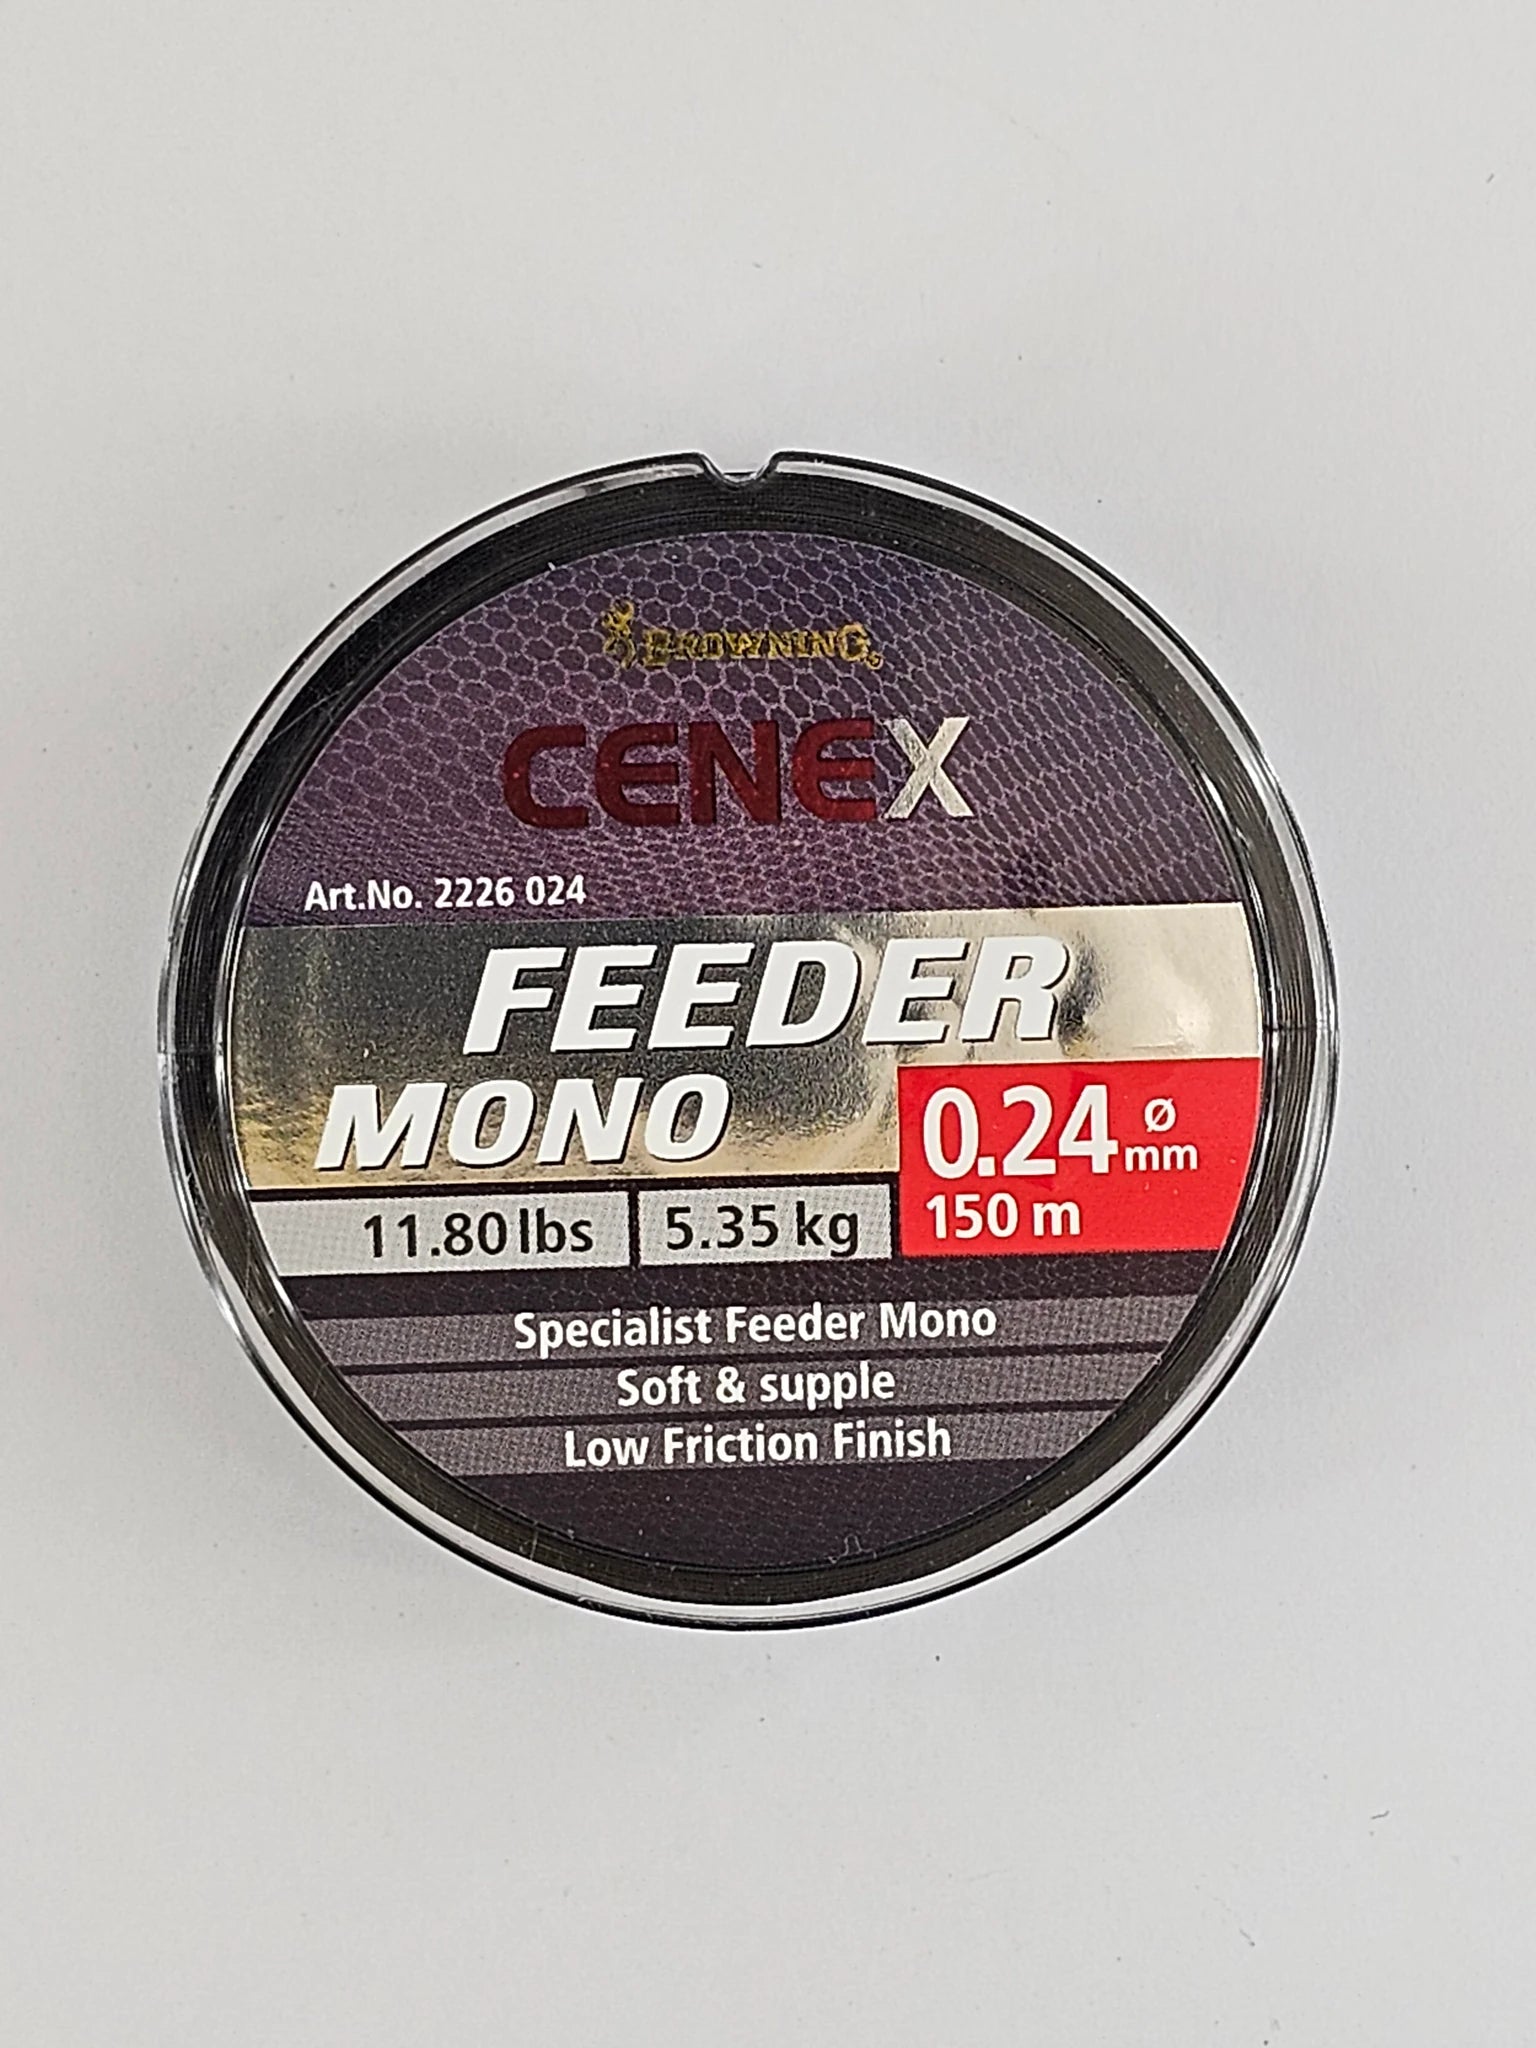 BROWNING
CENEX
Art.No. 2226 024
FEEDER
MONO
0.24 Ø mm
150 m
11.80 lbs 5.35 kg
Specialist Feeder Mono
Soft & supple
Low Friction Finish